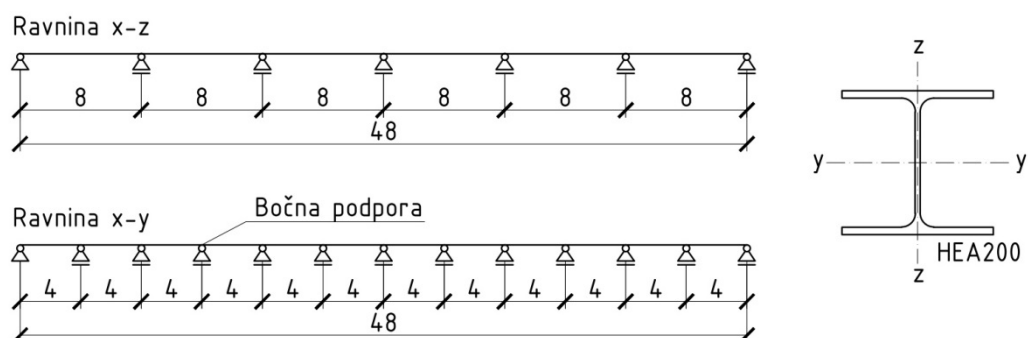 Ravnina x-z
8 8 8 8 8 8
48
Ravnina x-y
Bočna podpora
4 4 4 4 4 4 4 4 4 4 4 4
48
z
y y
HEA200
z